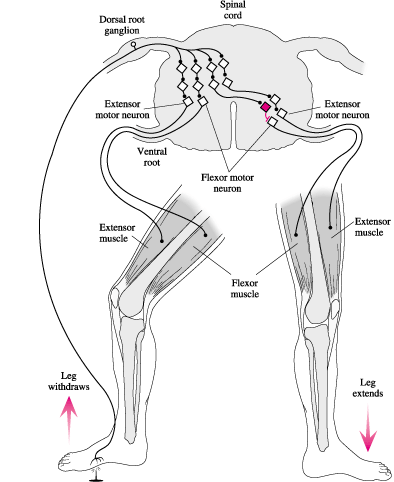 Spinal
cord
Dorsal root
ganglion
Extensor
motor neuron
Extensor
motor neuron
Ventral
root
Flexor motor
neuron
Extensor
muscle
Extensor
muscle
Flexor
muscle
Leg
withdraws
Leg
extends